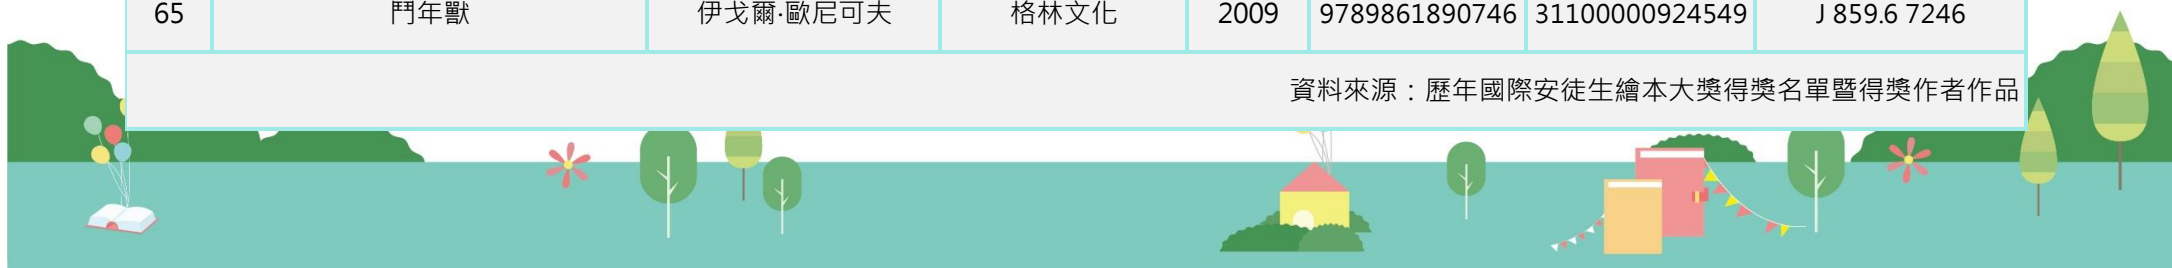 65 鬥年獸 伊戈爾·歐尼可夫 格林文化 2009 9789861890746 31100000924549 J 859.6 7246
資料來源：歷年國際安徒生繪本大獎得獎名單暨得獎作者作品